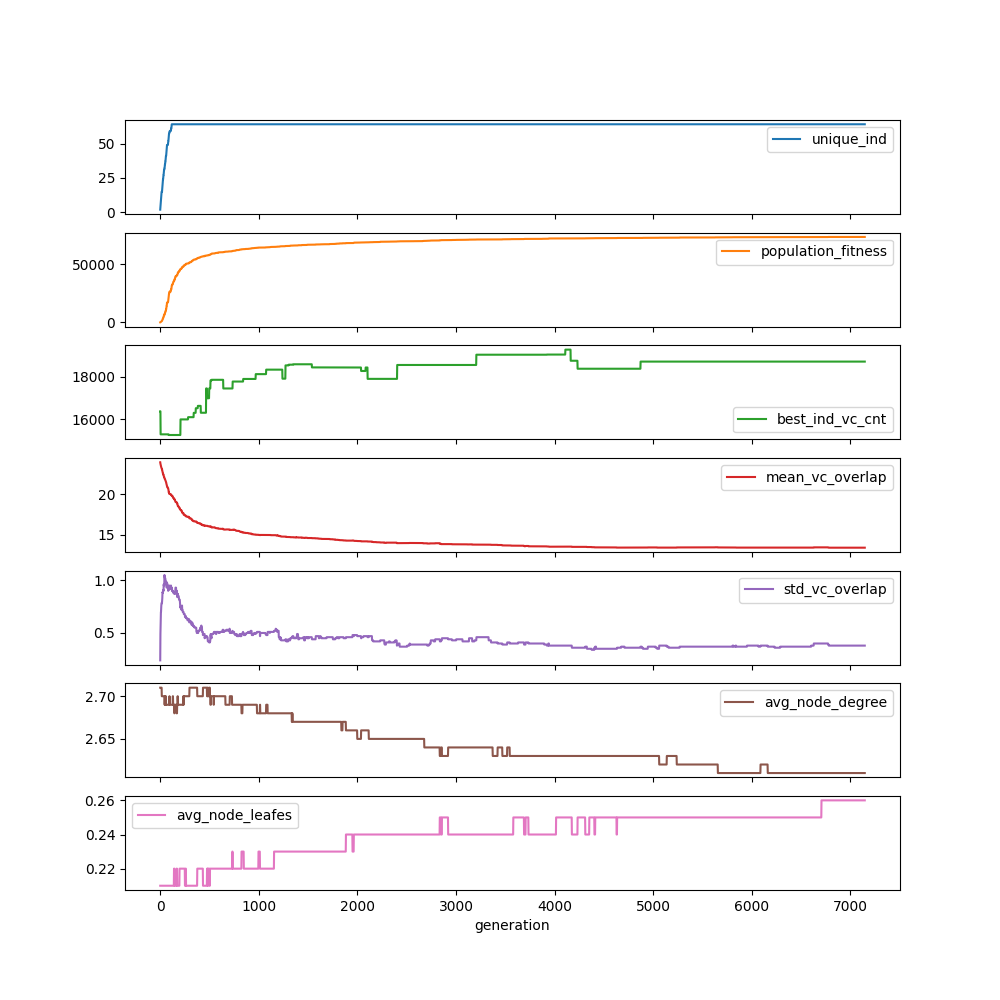 50
25
0
unique_ind
50000
0
population_fitness
18000
16000
best_ind_vc_cnt
20
15
mean_vc_overlap
1.0
0.5
std_vc_overlap
2.70
2.65
avg_node_degree
0.26
0.24
0.22
avg_node_leafes
0 1000 2000 3000 4000 5000 6000 7000
generation